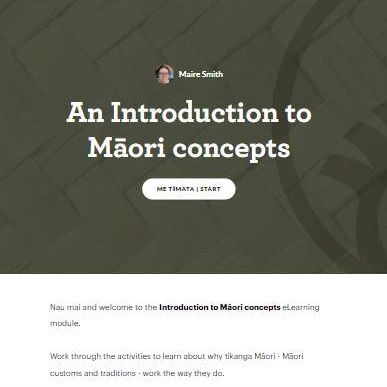 Maire Smith
An Introduction to
Māori concepts
ME TĪMATA | START
Nau mai and welcome to the Introduction to Māori concepts eLearning
module.
Work through the activities to learn about why tikanga Māori - Māori
customs and traditions - work the way they do.